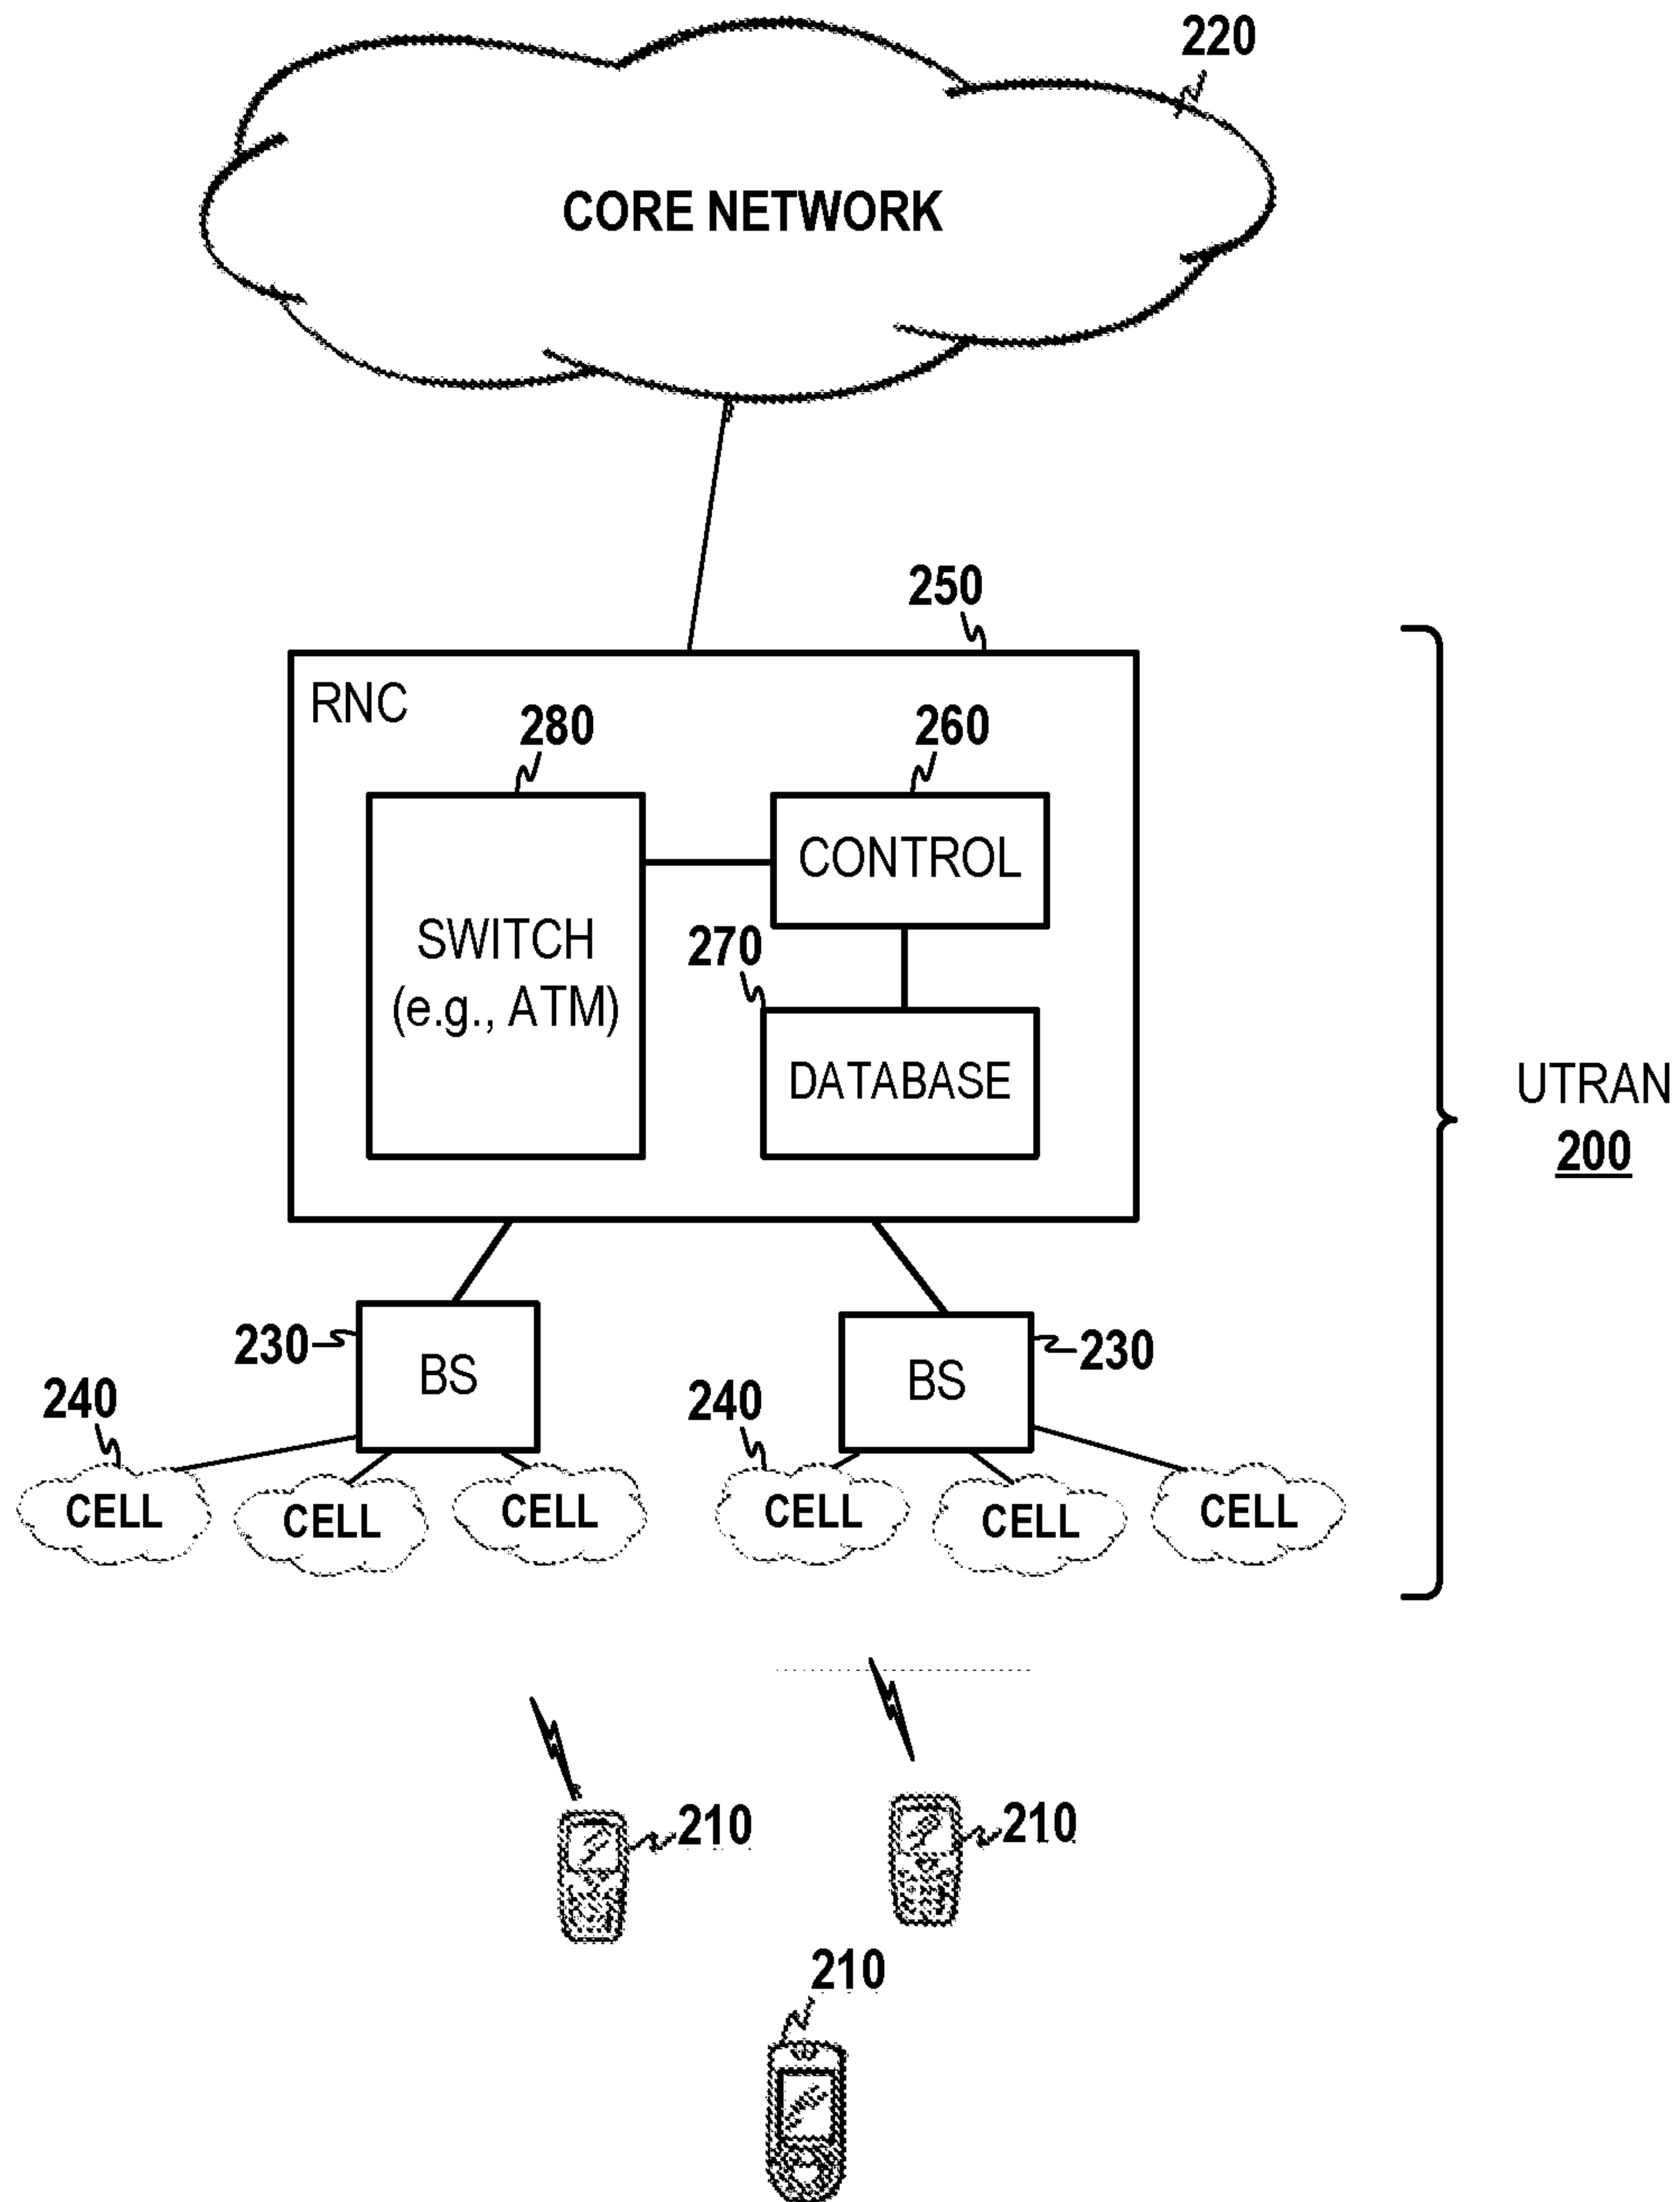 220
CORE NETWORK
250
RNC
280
260
CONTROL
SWITCH
(e.g., ATM)
270
DATABASE
UTRAN
200
230
BS
230
BS
240
240
CELL
CELL
CELL
CELL
CELL
CELL
210
210
210